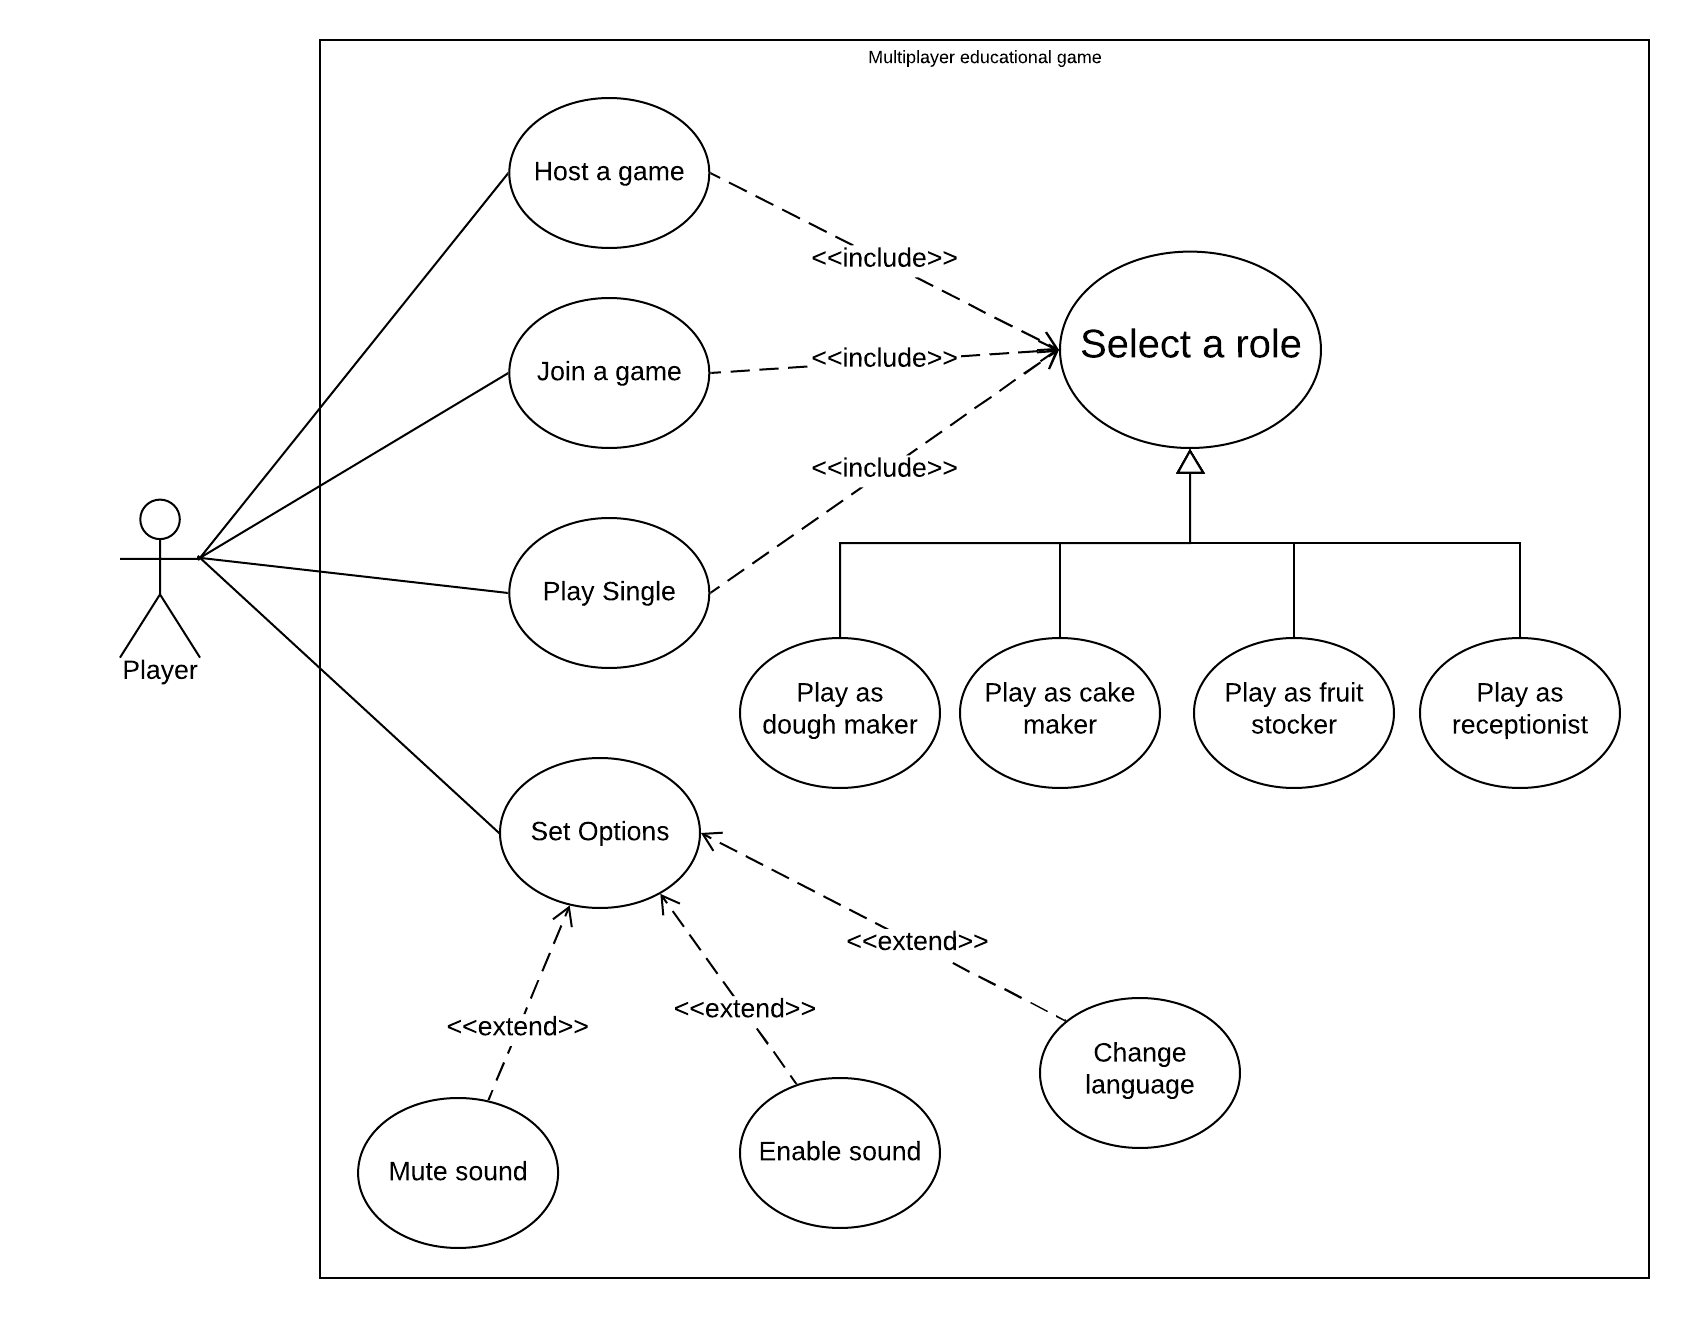 Multiplayer educational game
Host a game
<<include>>
Select a role
Join a game
<<include>>
<<include>>
Play Single
Player
Play as
dough maker
Play as cake
maker
Play as fruit
stocker
Play as
receptionist
Set Options
<<extend>>
<<extend>>
<<extend>>
Change
language
Mute sound
Enable sound